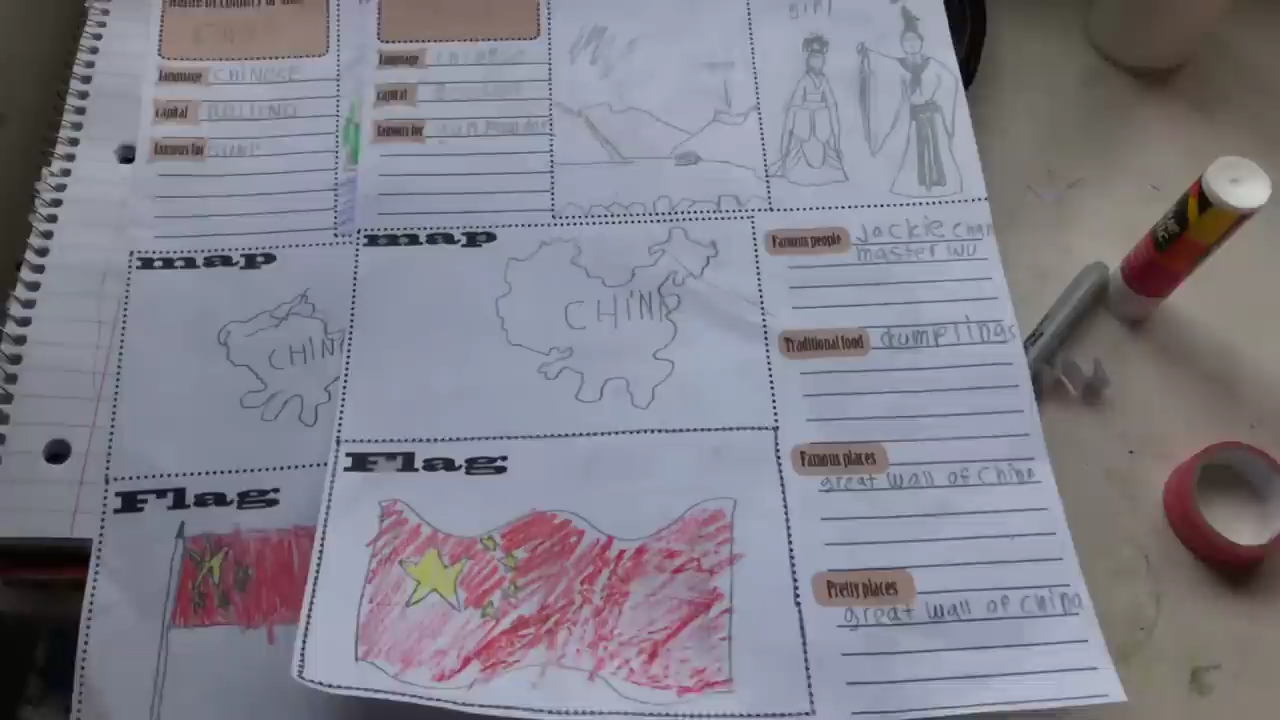 Language CHINESE
capital BEIJING
famous for
map
CHIN
Flag
Language
capital
famous for
map
CHINA
Flag
girl
Famous people Jackie Chan
master wu
Traditional food dumplings
Famous places
great wall of China
Pretty places
great wall of China